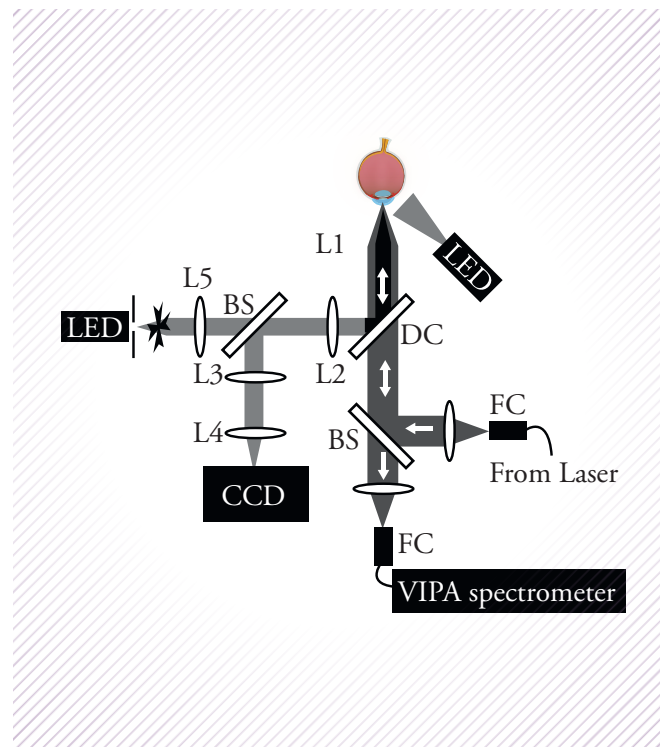 L1
LED
L5
BS
LED
DC
L3
L2
FC
L4
BS
From Laser
CCD
FC
VIPA spectrometer